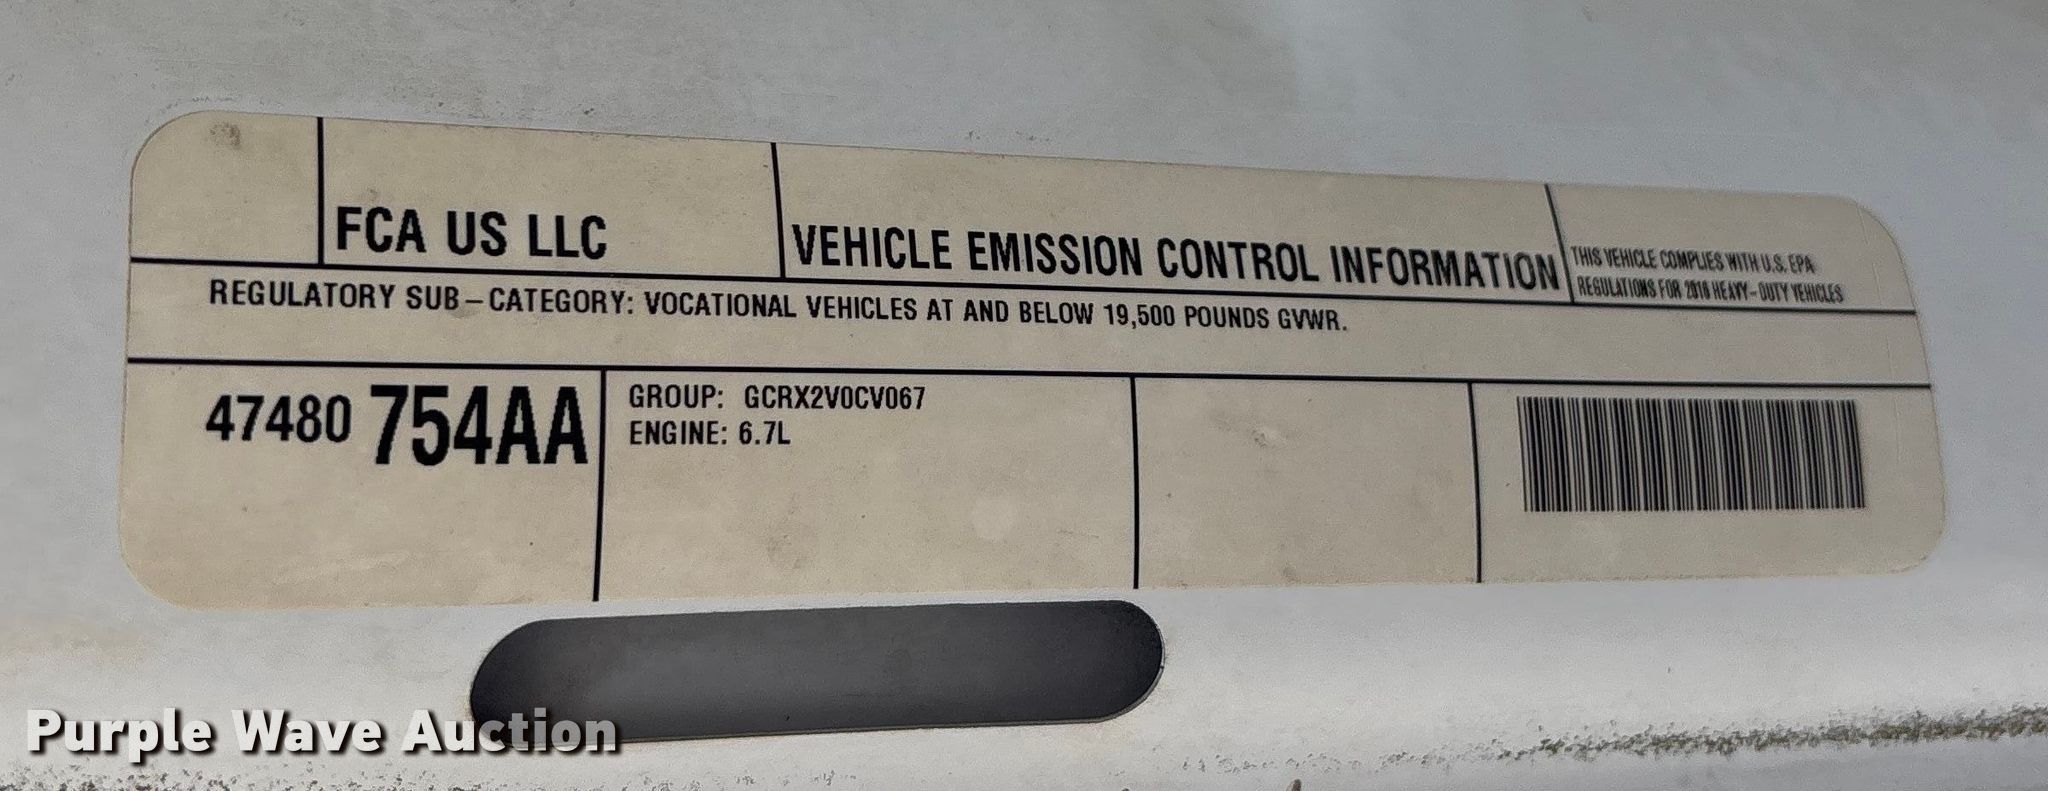 FCA US LLC
VEHICLE EMISSION CONTROL INFORMATION
THIS VEHICLE COMPLIES WITH U.S. EPA
REGULATIONS FOR 2016 HEAVY-DUTY VEHICLES
REGULATORY SUB-CATEGORY: VOCATIONAL VEHICLES AT AND BELOW 19,500 POUNDS GVWR.
47480 754AA
GROUP: GCRX2V0CV067
ENGINE: 6.7L
Purple Wave Auction